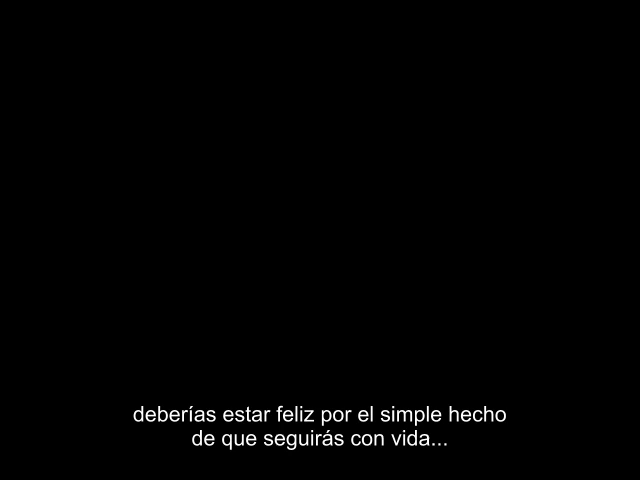 deberías estar feliz por el simple hecho
de que seguirás con vida...